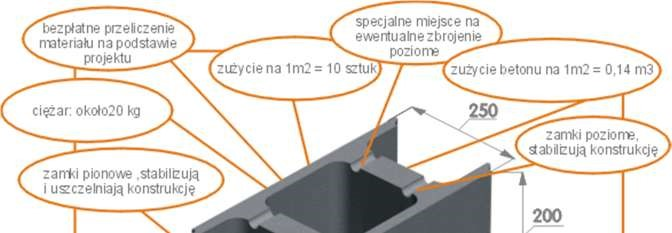 bezpłatne przeliczenie
materiału na podstawie
projektu
specjalne miejsce na
ewentualne zbrojenie
poziome
zużycie na 1m2 = 10 sztuk
zużycie betonu na 1m2 = 0,14 m3
ciężar: około20 kg
250
zamki poziome,
stabilizują konstrukcję
zamki pionowe ,stabilizują
i uszczelniają konstrukcję
200